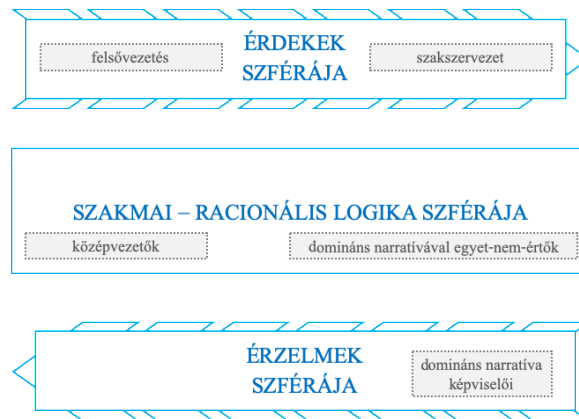 ÉRDEKEK
SZFÉRÁJA
felsővezetés
szakszervezet
SZAKMAI – RACIONÁLIS LOGIKA SZFÉRÁJA
középvezetők
domináns narratívával egyet-nem-értők
ÉRZELMEK
SZFÉRÁJA
domináns narratíva
képviselői